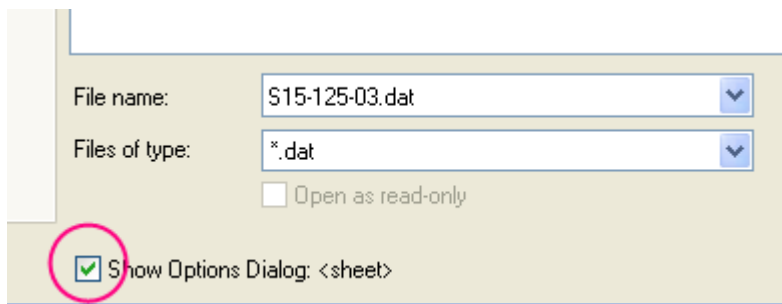 File name:
S15-125-03.dat
Files of type:
*.dat
Open as read-only
Show Options Dialog: <sheet>